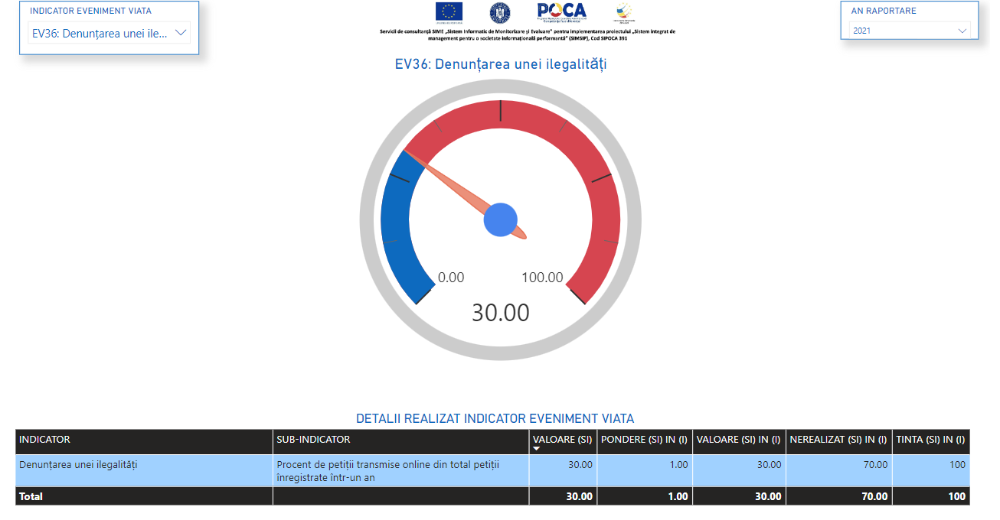 INDICATOR EVENIMENT VIATA
EV36: Denunțarea unei ile...
POCA
Servicii de consultanță SIME „Sistem Informatic de Monitorizare și Evaluare” pentru implementarea proiectului „Sistem integrat de
management pentru o societate informațională performantă” (SIMSIP), Cod SIPOCA 391
AN RAPORTARE
2021
EV36: Denunțarea unei ilegalități
0.00
100.00
30.00
DETALII REALIZAT INDICATOR EVENIMENT VIATA
INDICATOR SUB-INDICATOR VALOARE (SI) PONDERE (SI) IN (I) VALOARE (SI) IN (I) NEREALIZAT (SI) IN (I) TINTA (SI) IN (I)
Denunțarea unei ilegalități Procent de petiții transmise online din total petiții 30.00 1.00 30.00 70.00 100
înregistrate într-un an
Total 30.00 1.00 30.00 70.00 100